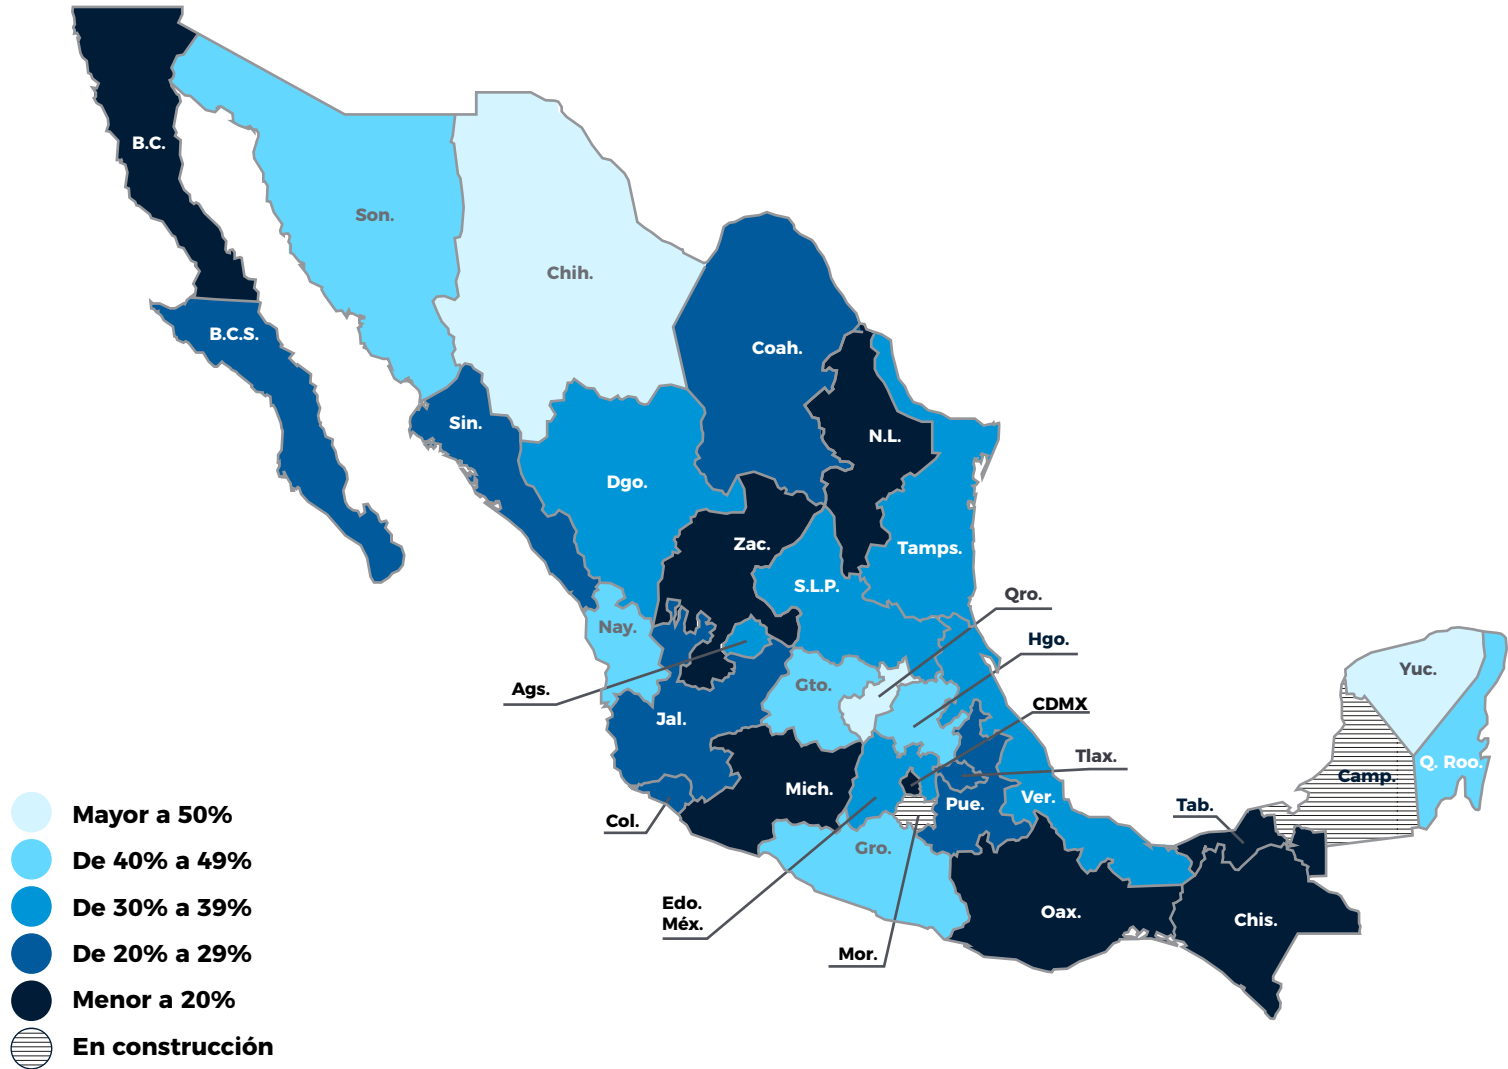 B.C.
Son.
Chih.
B.C.S.
Coah.
Sin.
N.L.
Dgo.
Zac.
Tamps.
S.L.P.
Qro.
Nay.
Hgo.
Yuc.
Ags.
Gto.
CDMX
Jal.
Tlax.
Q. Roo.
Camp.
Mich.
Pue.
Ver.
Tab.
Col.
Gro.
Edo.
Méx.
Oax.
Chis.
Mor.
Mayor a 50%
De 40% a 49%
De 30% a 39%
De 20% a 29%
Menor a 20%
En construcción